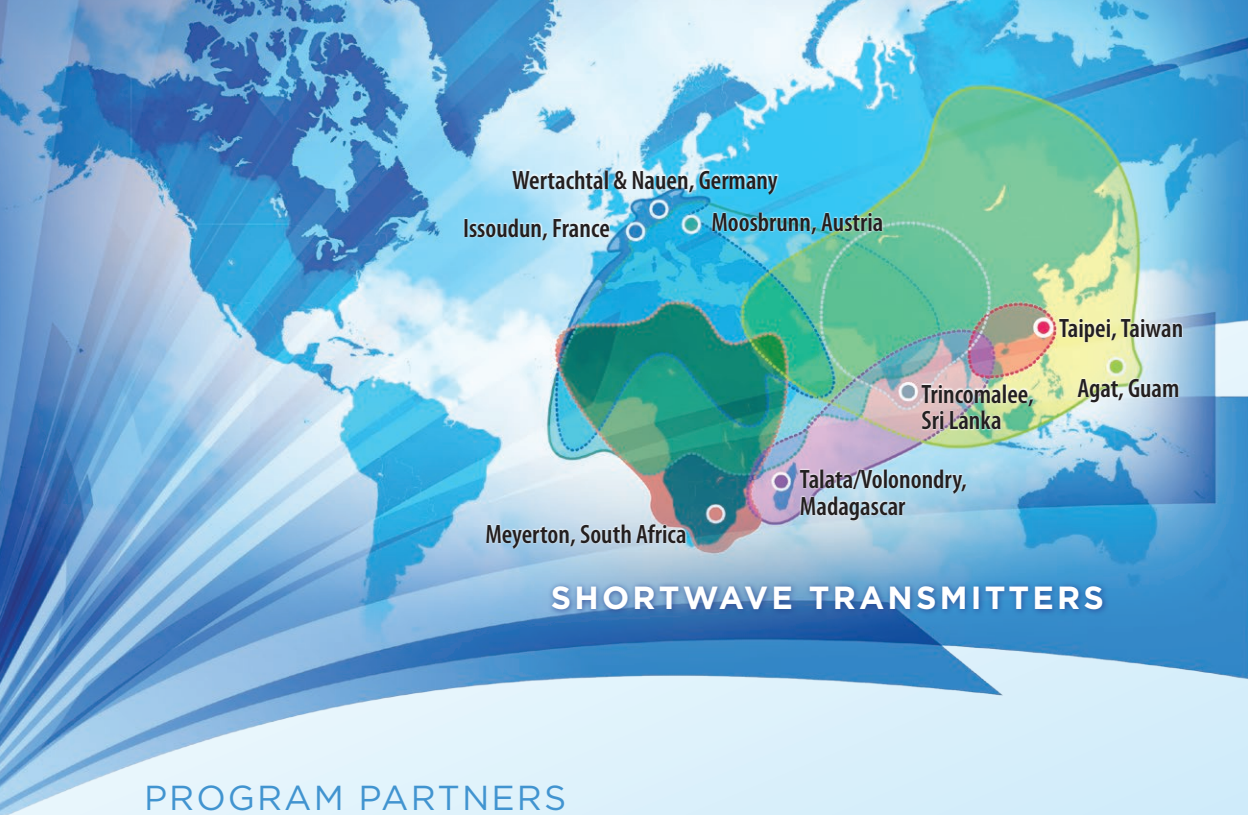 Wertachtal & Nauen, Germany
Issoudun, France
Moosbrunn, Austria
Taipei, Taiwan
Agat, Guam
Trincomalee,
Sri Lanka
Talata/Volonondry,
Madagascar
Meyerton, South Africa
SHORTWAVE TRANSMITTERS
PROGRAM PARTNERS